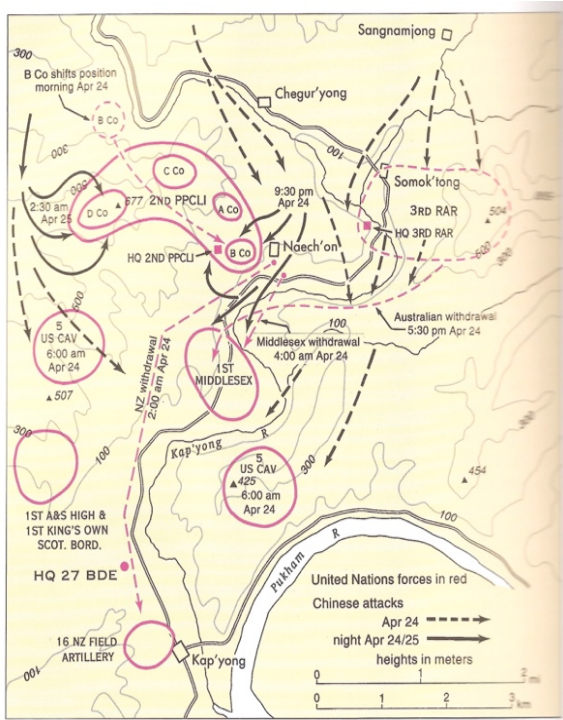 Sangnamjong
300
B Co shifts position
morning Apr 24
Chegur'yong
B Co
300
100
500
C Co
Somok'tong
2:30 am
Apr 25
D Co
677
2ND PPCLI
9:30 pm
Apr 24
3RD RAR
504
A Co
HQ 3RD RAR
HQ 2ND PPCLI
B Co
Naech'on
500
300
500
5
US CAV
6:00 am
Apr 24
NZ withdrawal
2:00 am Apr 24
100
Australian withdrawal
5:30 pm Apr 24
Middlesex withdrawal
4:00 am Apr 24
1ST
MIDDLESEX
507
300
100
Kap'yong R
5
US CAV
425
6:00 am
Apr 24
300
300
454
1ST A&S HIGH &
1ST KING'S OWN
SCOT. BORD.
100
HQ 27 BDE
Pukham R
United Nations forces in red
Chinese attacks
Apr 24
night Apr 24/25
heights in meters
16 NZ FIELD
ARTILLERY
Kap'yong
100
0 1 2
mi
0 1 2 3
km